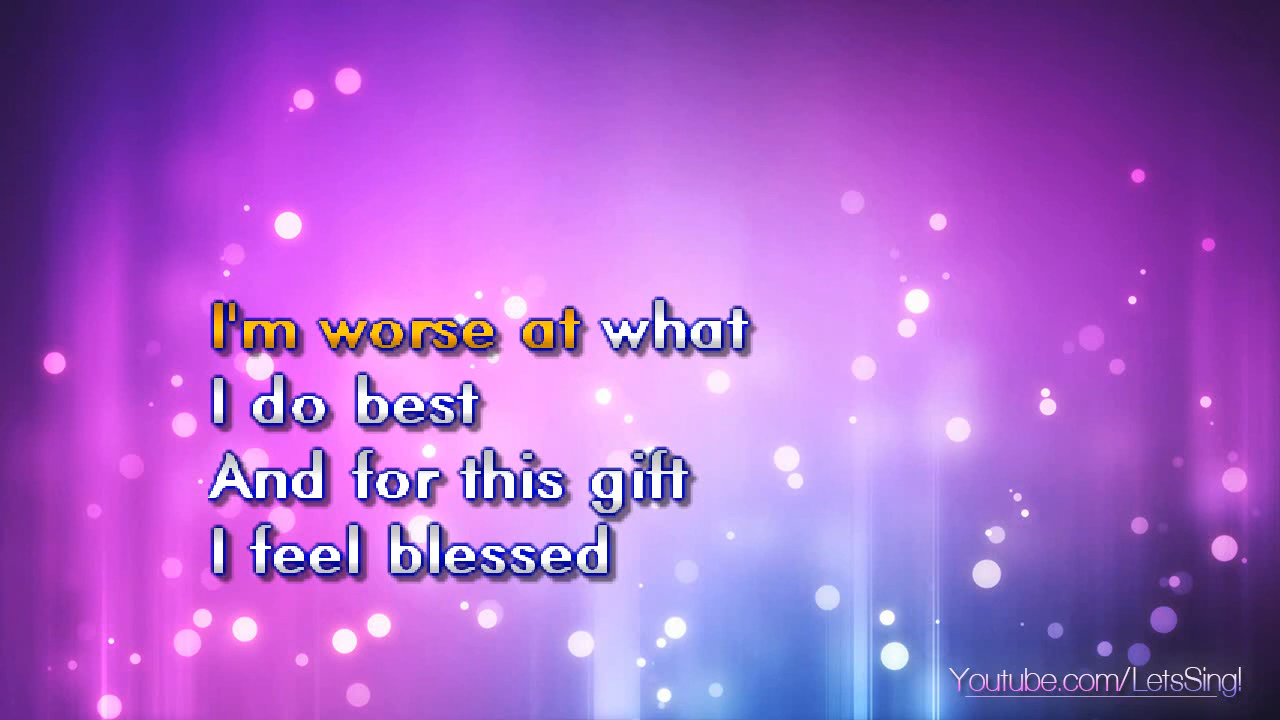 I'm worse at what
I do best
And for this gift
I feel blessed
Youtube.com/LetsSing!